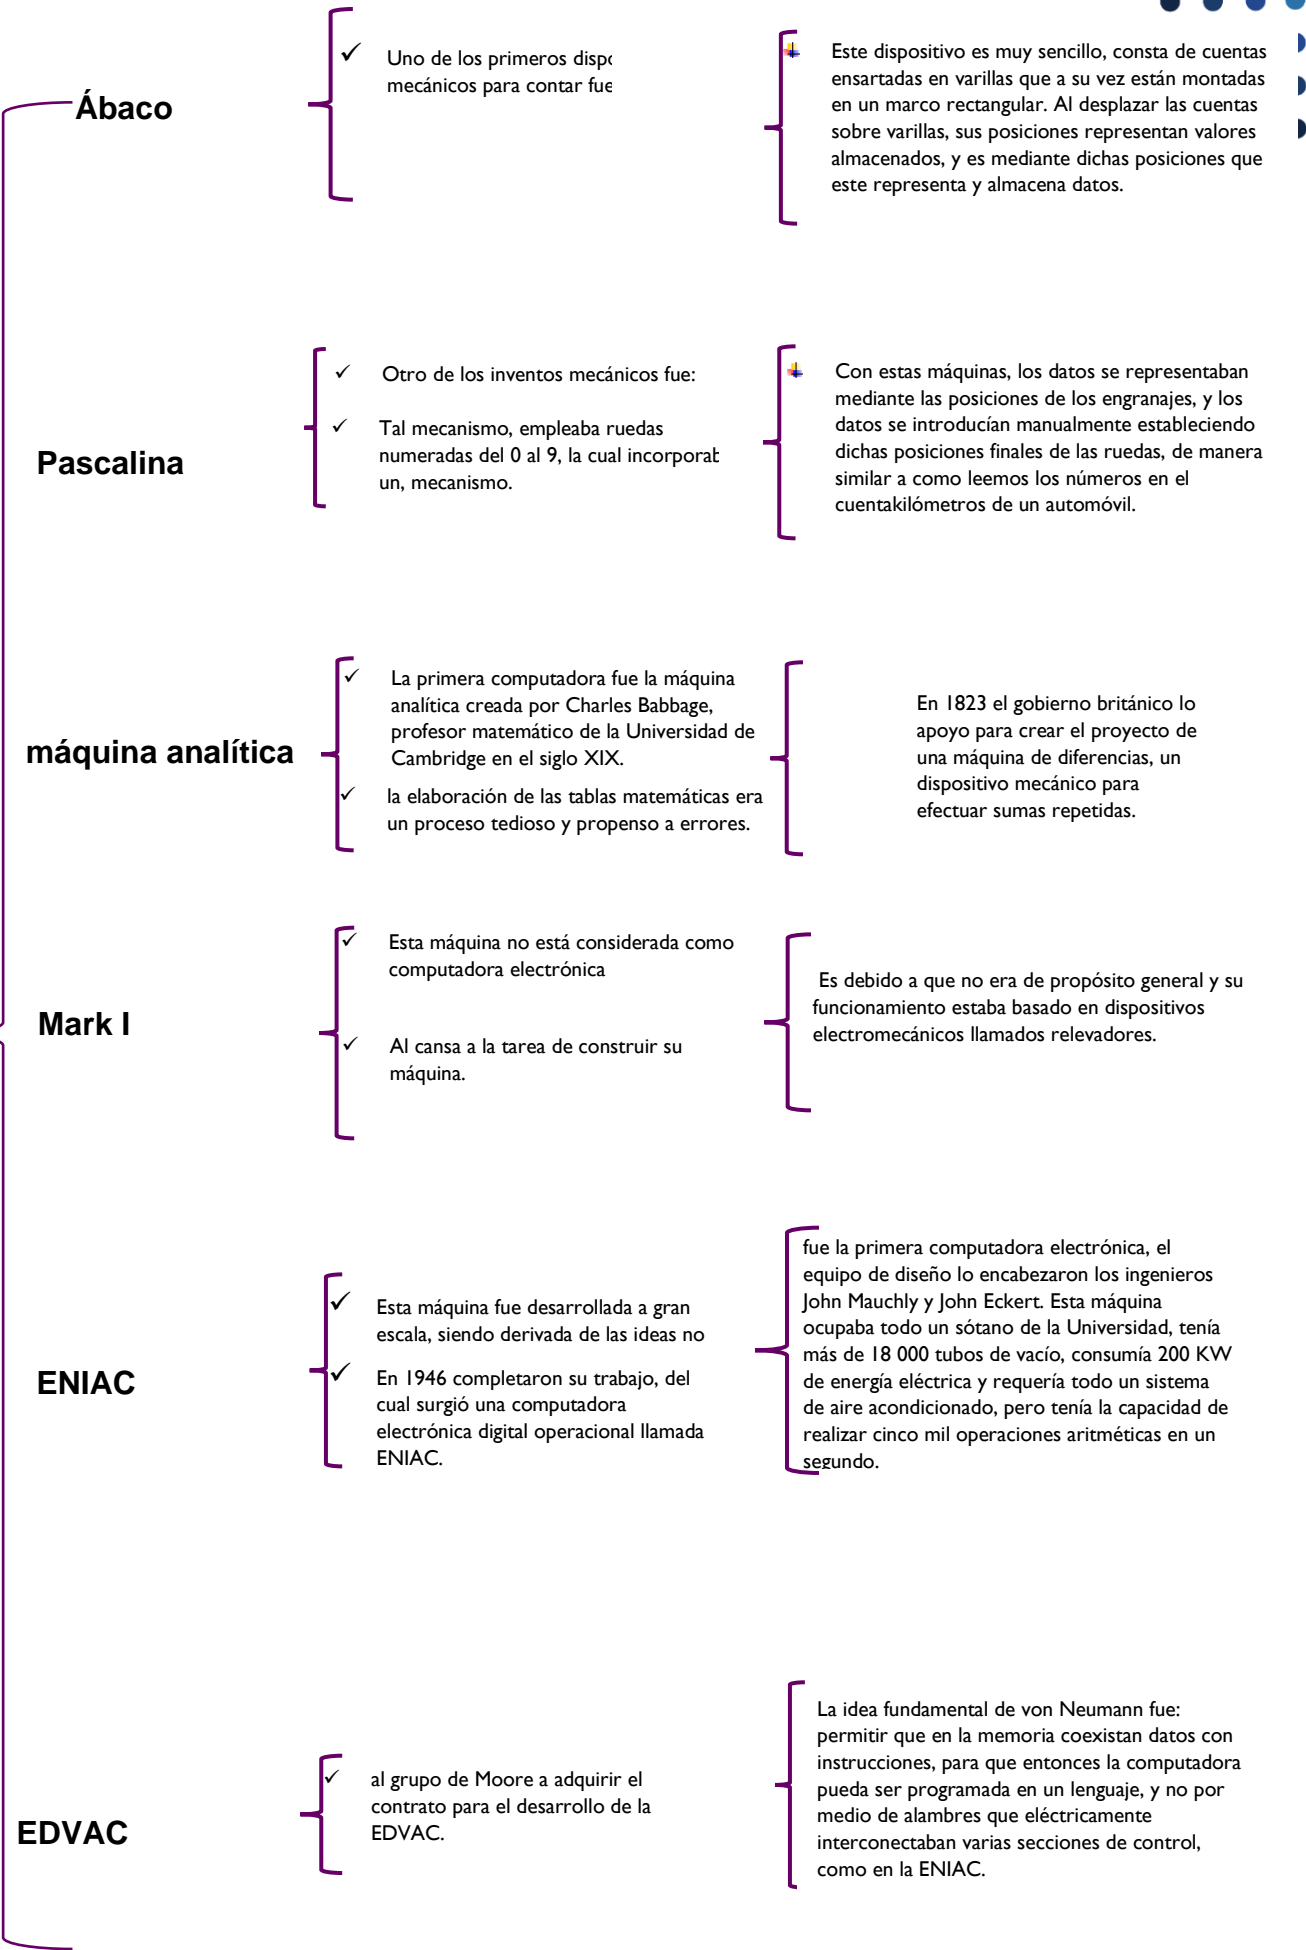 Ábaco
✓ Uno de los primeros
mecánicos para contar fue
Este dispositivo es muy sencillo, consta de cuentas
ensartadas en varillas que a su vez están montadas
en un marco rectangular. Al desplazar las cuentas
sobre varillas, sus posiciones representan valores
almacenados, y es mediante dichas posiciones que
este representa y almacena datos.
Pascalina
✓ Otro de los inventos mecánicos fue:
✓ Tal mecanismo, empleaba ruedas
numeradas del 0 al 9, la cual
un, mecanismo.
Con estas máquinas, los datos se representaban
mediante las posiciones de los engranajes, y los
datos se introducían manualmente estableciendo
dichas posiciones finales de las ruedas, de manera
similar a como leemos los números en el
cuentakilómetros de un automóvil.
máquina analítica
✓ La primera computadora fue la máquina
analítica creada por Charles Babbage,
profesor matemático de la Universidad de
Cambridge en el siglo XIX.
✓ la elaboración de las tablas matemáticas era
un proceso tedioso y propenso a errores.
En 1823 el gobierno británico lo
apoyo para crear el proyecto de
una máquina de diferencias, un
dispositivo mecánico para
efectuar sumas repetidas.
Mark I
✓ Esta máquina no está considerada como
computadora electrónica
✓ Al cansa a la tarea de construir su
máquina.
Es debido a que no era de propósito general y su
funcionamiento estaba basado en dispositivos
electromecánicos llamados relevadores.
ENIAC
✓ Esta máquina fue desarrollada a gran
escala, siendo derivada de las ideas no
✓ En 1946 completaron su trabajo, del
cual surgió una computadora
electrónica digital operacional llamada
ENIAC.
fue la primera computadora electrónica, el
equipo de diseño lo encabezaron los ingenieros
John Mauchly y John Eckert. Esta máquina
ocupaba todo un sótano de la Universidad, tenía
más de 18 000 tubos de vacío, consumía 200 KW
de energía eléctrica y requería todo un sistema
de aire acondicionado, pero tenía la capacidad de
realizar cinco mil operaciones aritméticas en un
segundo.
EDVAC
✓ al grupo de Moore a adquirir el
contrato para el desarrollo de la
EDVAC.
La idea fundamental de von Neumann fue:
permitir que en la memoria coexistan datos con
instrucciones, para que entonces la computadora
pueda ser programada en un lenguaje, y no por
medio de alambres que eléctricamente
interconectaban varias secciones de control,
como en la ENIAC.